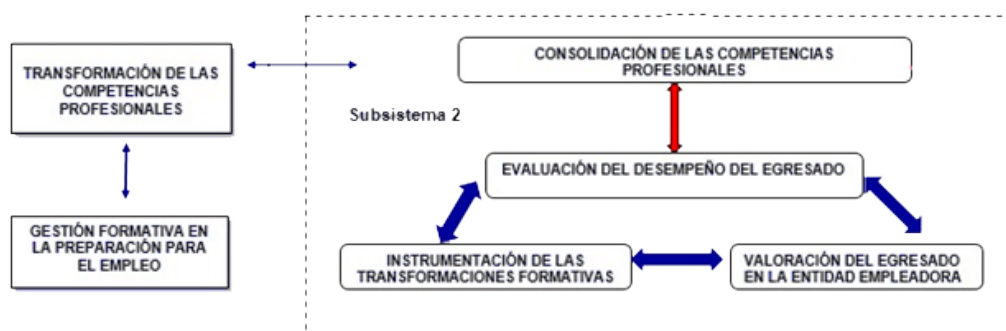 TRANSFORMACIÓN DE LAS
COMPETENCIAS
PROFESIONALES
GESTIÓN FORMATIVA EN
LA PREPARACIÓN PARA
EL EMPLEO
CONSOLIDACIÓN DE LAS COMPETENCIAS
PROFESIONALES
Subsistema 2
EVALUACIÓN DEL DESEMPEÑO DEL EGRESADO
INSTRUMENTACIÓN DE LAS
TRANSFORMACIONES FORMATIVAS
VALORACIÓN DEL EGRESADO
EN LA ENTIDAD EMPLEADORA